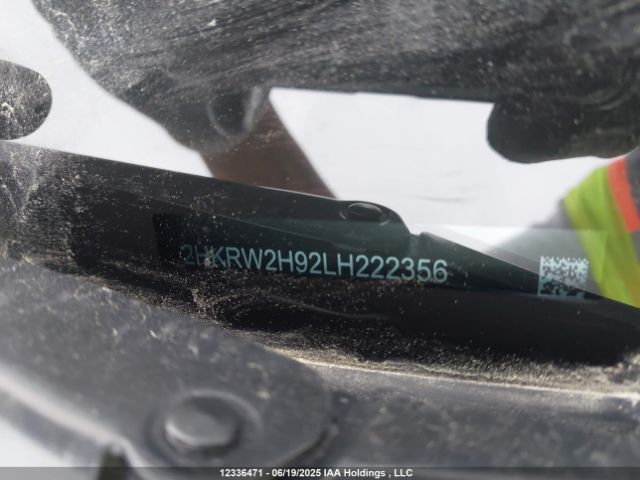 2HKRW2H92LH222356
12336471 - 06/19/2025 IAA Holdings , LLC